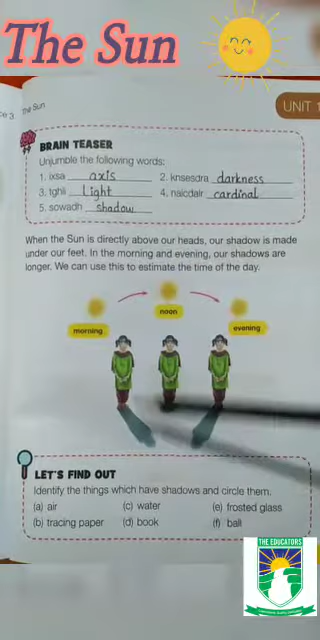 The Sun
ce 3 The Sun
UNIT 1
BRAIN TEASER
Unjumble the following words:
1. ixsa axis 2. knsesdra darkness
3. tghli Light 4. nalcdair cardinal
5. sowadh shadow
When the Sun is directly above our heads, our shadow is made
under our feet. In the morning and evening, our shadows are
longer. We can use this to estimate the time of the day.
morning
noon
evening
LET'S FIND OUT
Identify the things which have shadows and circle them.
(a) air (c) water (e) frosted glass
(b) tracing paper (d) book (f) ball
THE EDUCATORS